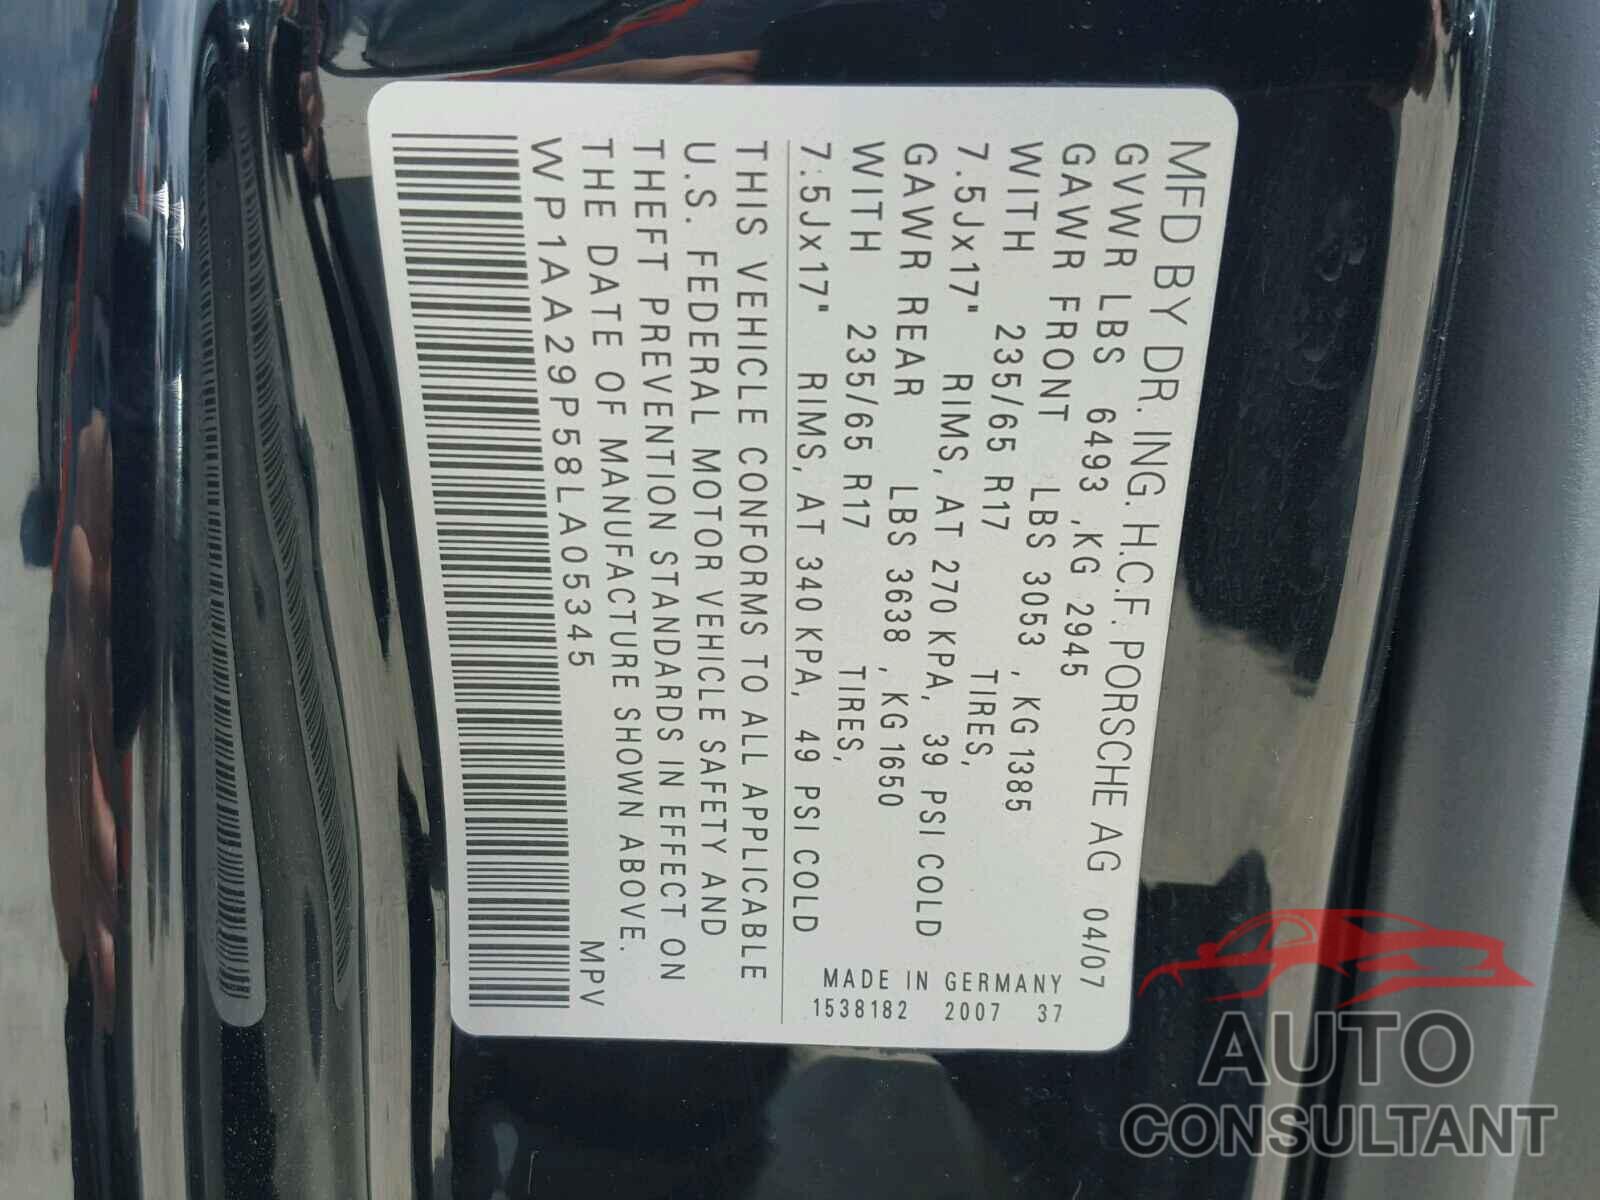 MFD BY DR. ING. H.C.F. PORSCHE AG 04/07
GVWR LBS 6493 ,KG 2945
GAWR FRONT LBS 3053 , KG 1385
WITH 235/65 R17 TIRES,
7.5Jx17" RIMS, AT 270 KPA, 39 PSI COLD
GAWR REAR LBS 3638 , KG 1650
WITH 235/65 R17 TIRES,
7.5Jx17" RIMS, AT 340 KPA, 49 PSI COLD
THIS VEHICLE CONFORMS TO ALL APPLICABLE
U.S. FEDERAL MOTOR VEHICLE SAFETY AND
THEFT PREVENTION STANDARDS IN EFFECT ON
THE DATE OF MANUFACTURE SHOWN ABOVE.
WP1AA29P58LA05345 MPV
MADE IN GERMANY
1538182 2007 37
AUTO
CONSULTANT